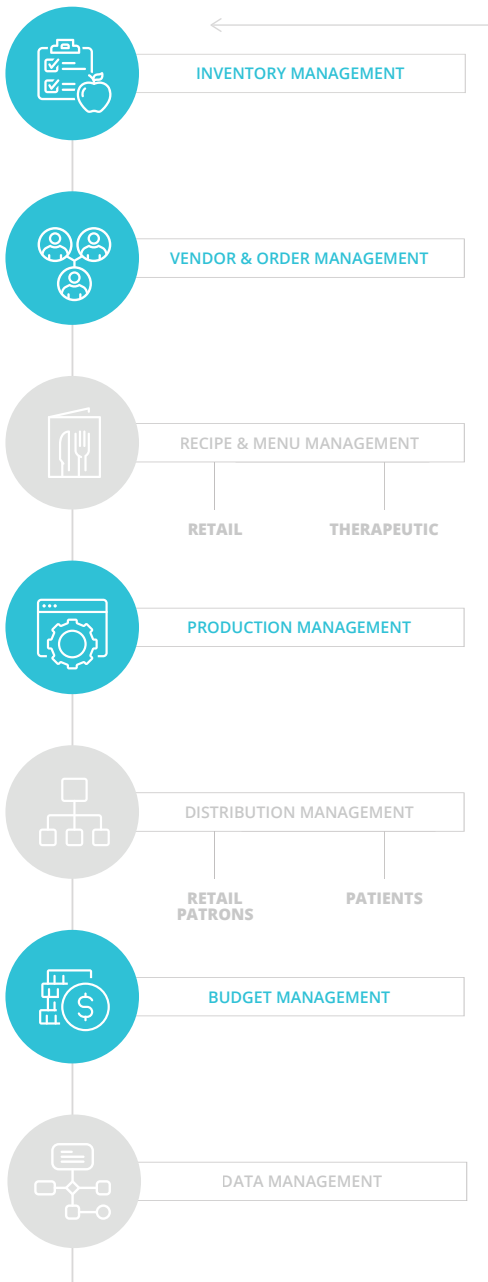 INVENTORY MANAGEMENT
VENDOR & ORDER MANAGEMENT
RECIPE & MENU MANAGEMENT
RETAIL
THERAPEUTIC
PRODUCTION MANAGEMENT
DISTRIBUTION MANAGEMENT
RETAIL
PATRONS
PATIENTS
$
BUDGET MANAGEMENT
DATA MANAGEMENT